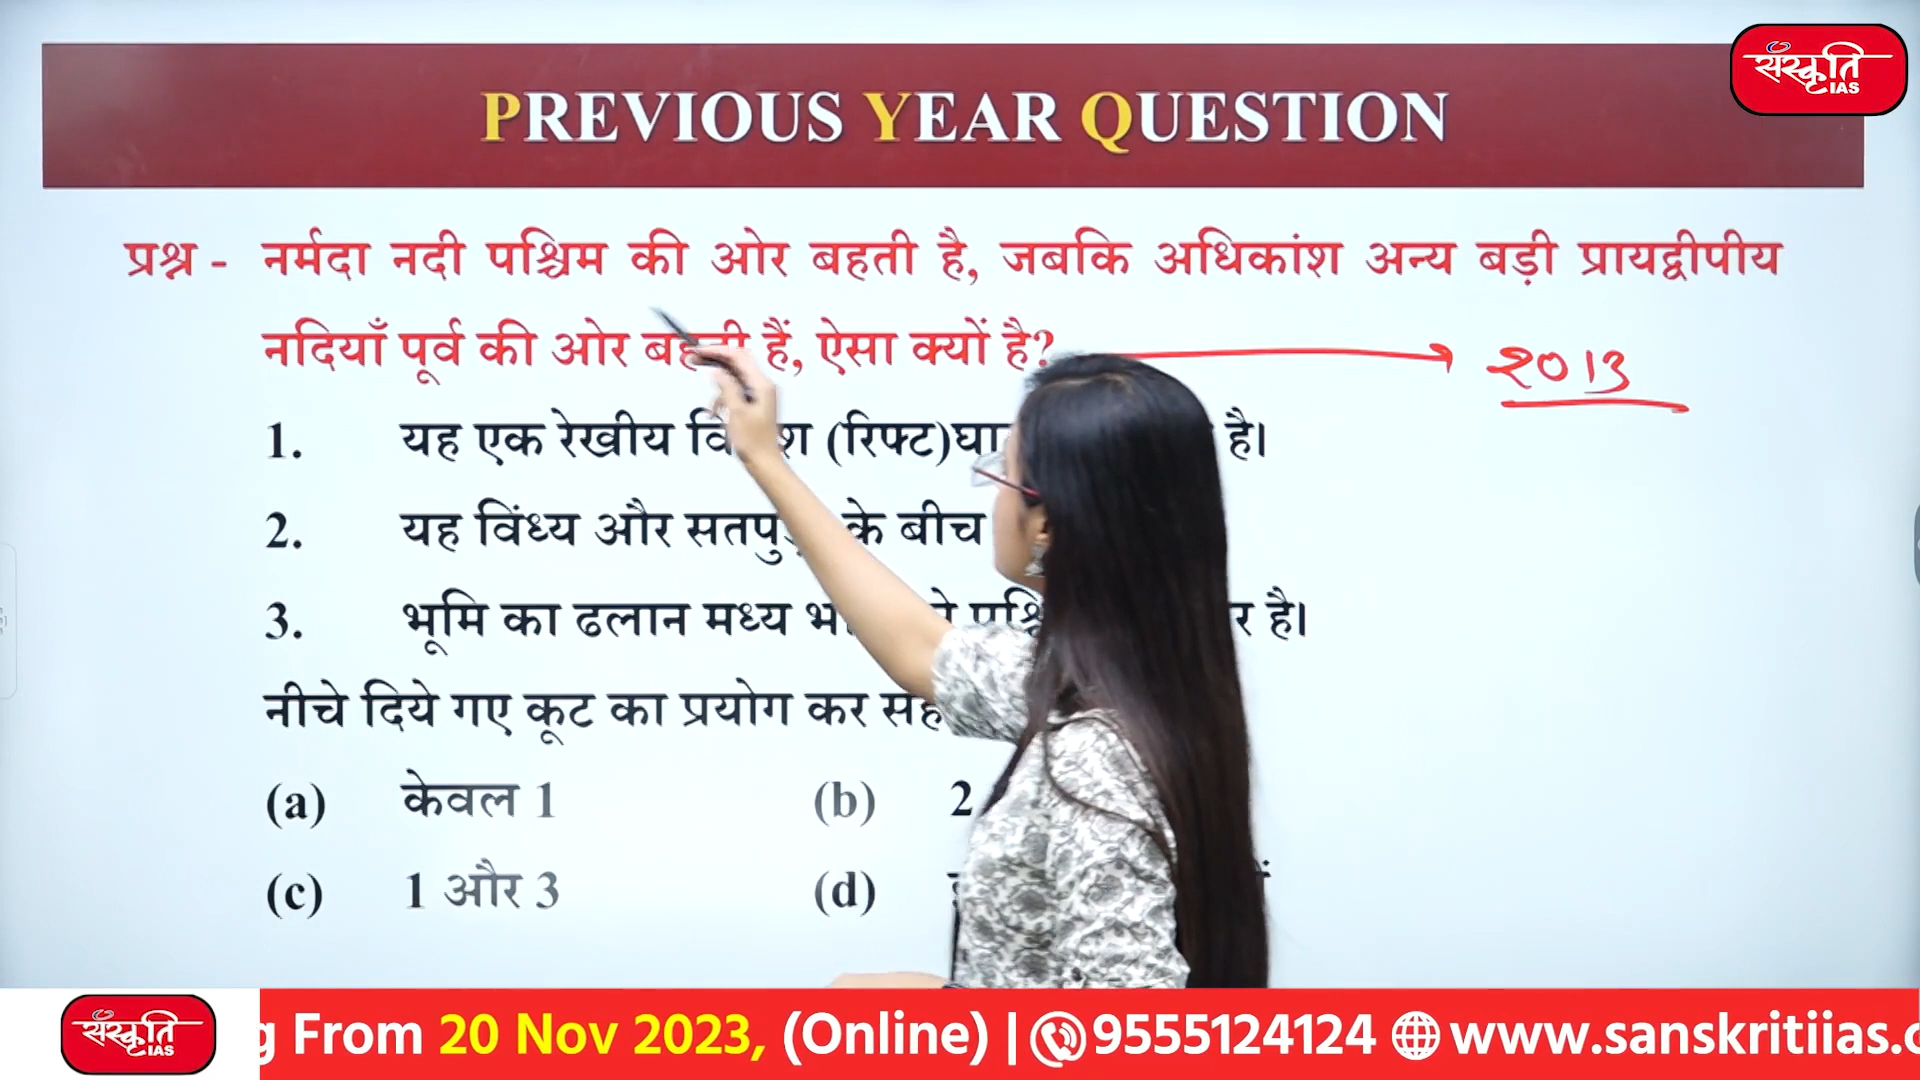 PREVIOUS YEAR QUESTION
संस्कृति
IAS
प्रश्न - नर्मदा नदी पश्चिम की ओर बहती है, जबकि अधिकांश अन्य बड़ी प्रायद्वीपीय
नदियाँ पूर्व की ओर बहती हैं, ऐसा क्यों है?
२०१३
1. यह एक रेखीय (रिफ्ट) है।
2. यह विंध्य और के बीच
3. भूमि का ढलान मध्य है।
नीचे दिये गए कूट का प्रयोग कर
(a) केवल 1 (b) 2
(c) 1 और 3 (d)
संस्कृति
IAS
From 20 Nov 2023, (Online) | 9555124124 www.sanskritiias.c